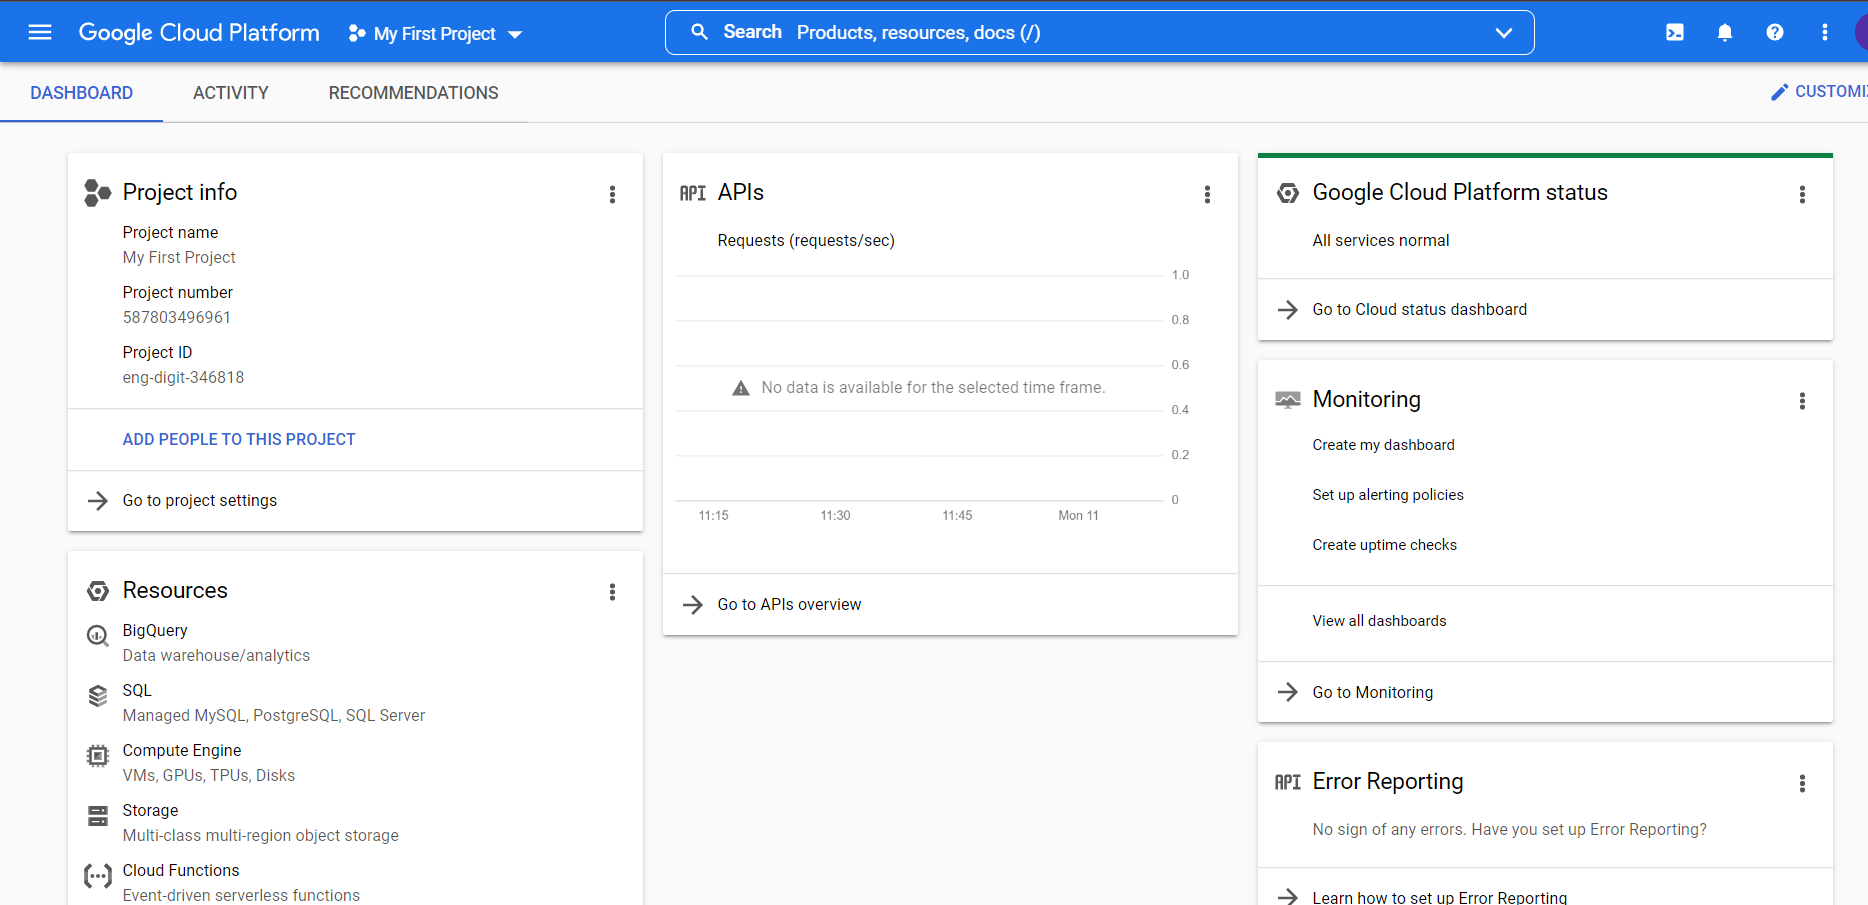 Google Cloud Platform
My First Project
Search Products, resources, docs (/)
DASHBOARD
ACTIVITY
RECOMMENDATIONS
Project info
Project name
My First Project
Project number
587803496961
Project ID
eng-digit-346818
ADD PEOPLE TO THIS PROJECT
Go to project settings
Resources
BigQuery
Data warehouse/analytics
SQL
Managed MySQL, PostgreSQL, SQL Server
Compute Engine
VMs, GPUs, TPUs, Disks
Storage
Multi-class multi-region object storage
Cloud Functions
Event-driven serverless functions
API APIs
Requests (requests/sec)
1.0
0.8
0.6
No data is available for the selected time frame.
0.4
0.2
0
11:15 11:30 11:45 Mon 11
Go to APIs overview
Google Cloud Platform status
All services normal
Go to Cloud status dashboard
Monitoring
Create my dashboard
Set up alerting policies
Create uptime checks
View all dashboards
Go to Monitoring
API Error Reporting
No sign of any errors. Have you set up Error Reporting?
Learn how to set up Error Reporting